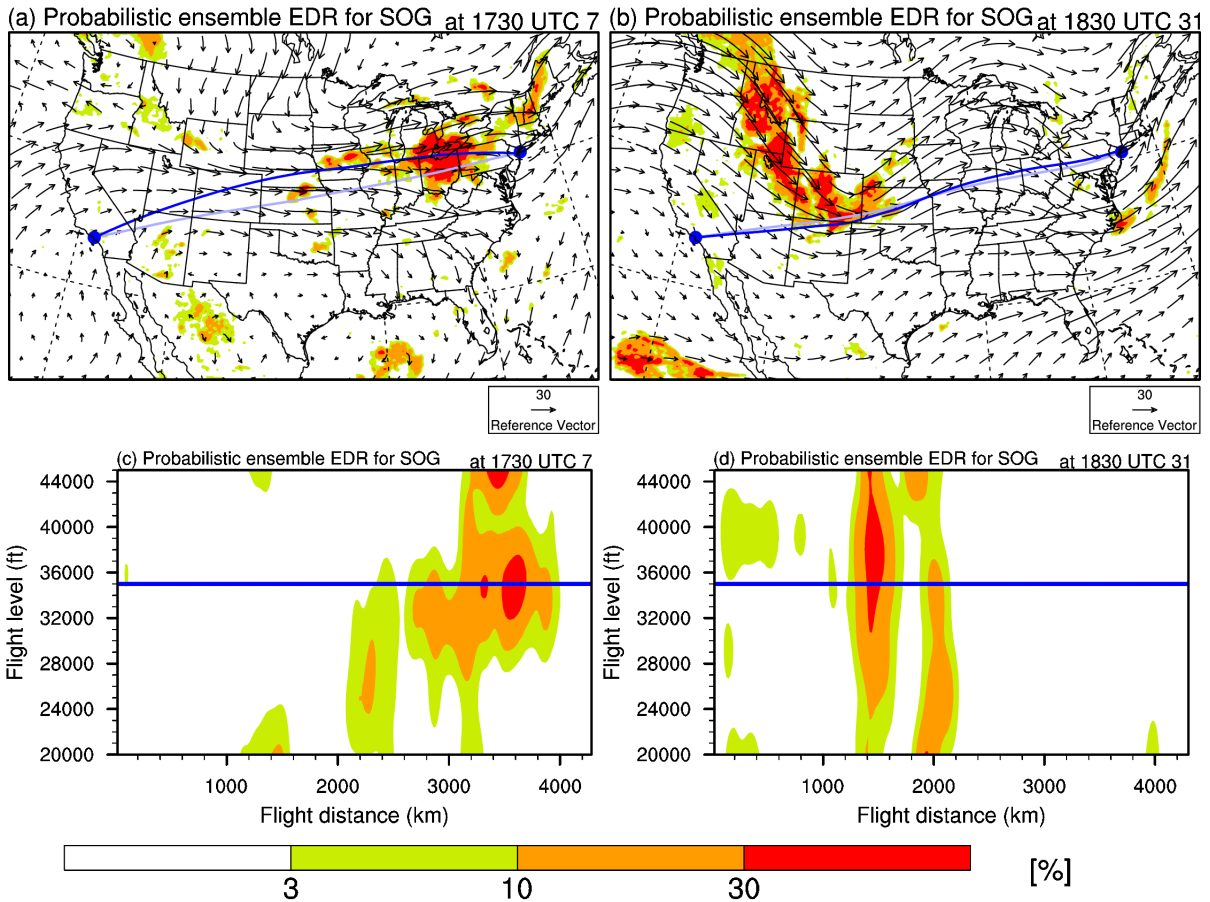 (a) Probabilistic ensemble EDR for SOG at 1730 UTC 7
(b) Probabilistic ensemble EDR for SOG at 1830 UTC 31
30
Reference Vector
30
Reference Vector
(c) Probabilistic ensemble EDR for SOG at 1730 UTC 7
44000
40000
36000
32000
28000
24000
20000
Flight level (ft)
1000 2000 3000 4000
Flight distance (km)
(d) Probabilistic ensemble EDR for SOG at 1830 UTC 31
44000
40000
36000
32000
28000
24000
20000
Flight level (ft)
1000 2000 3000 4000
Flight distance (km)
3 10 30 [%]